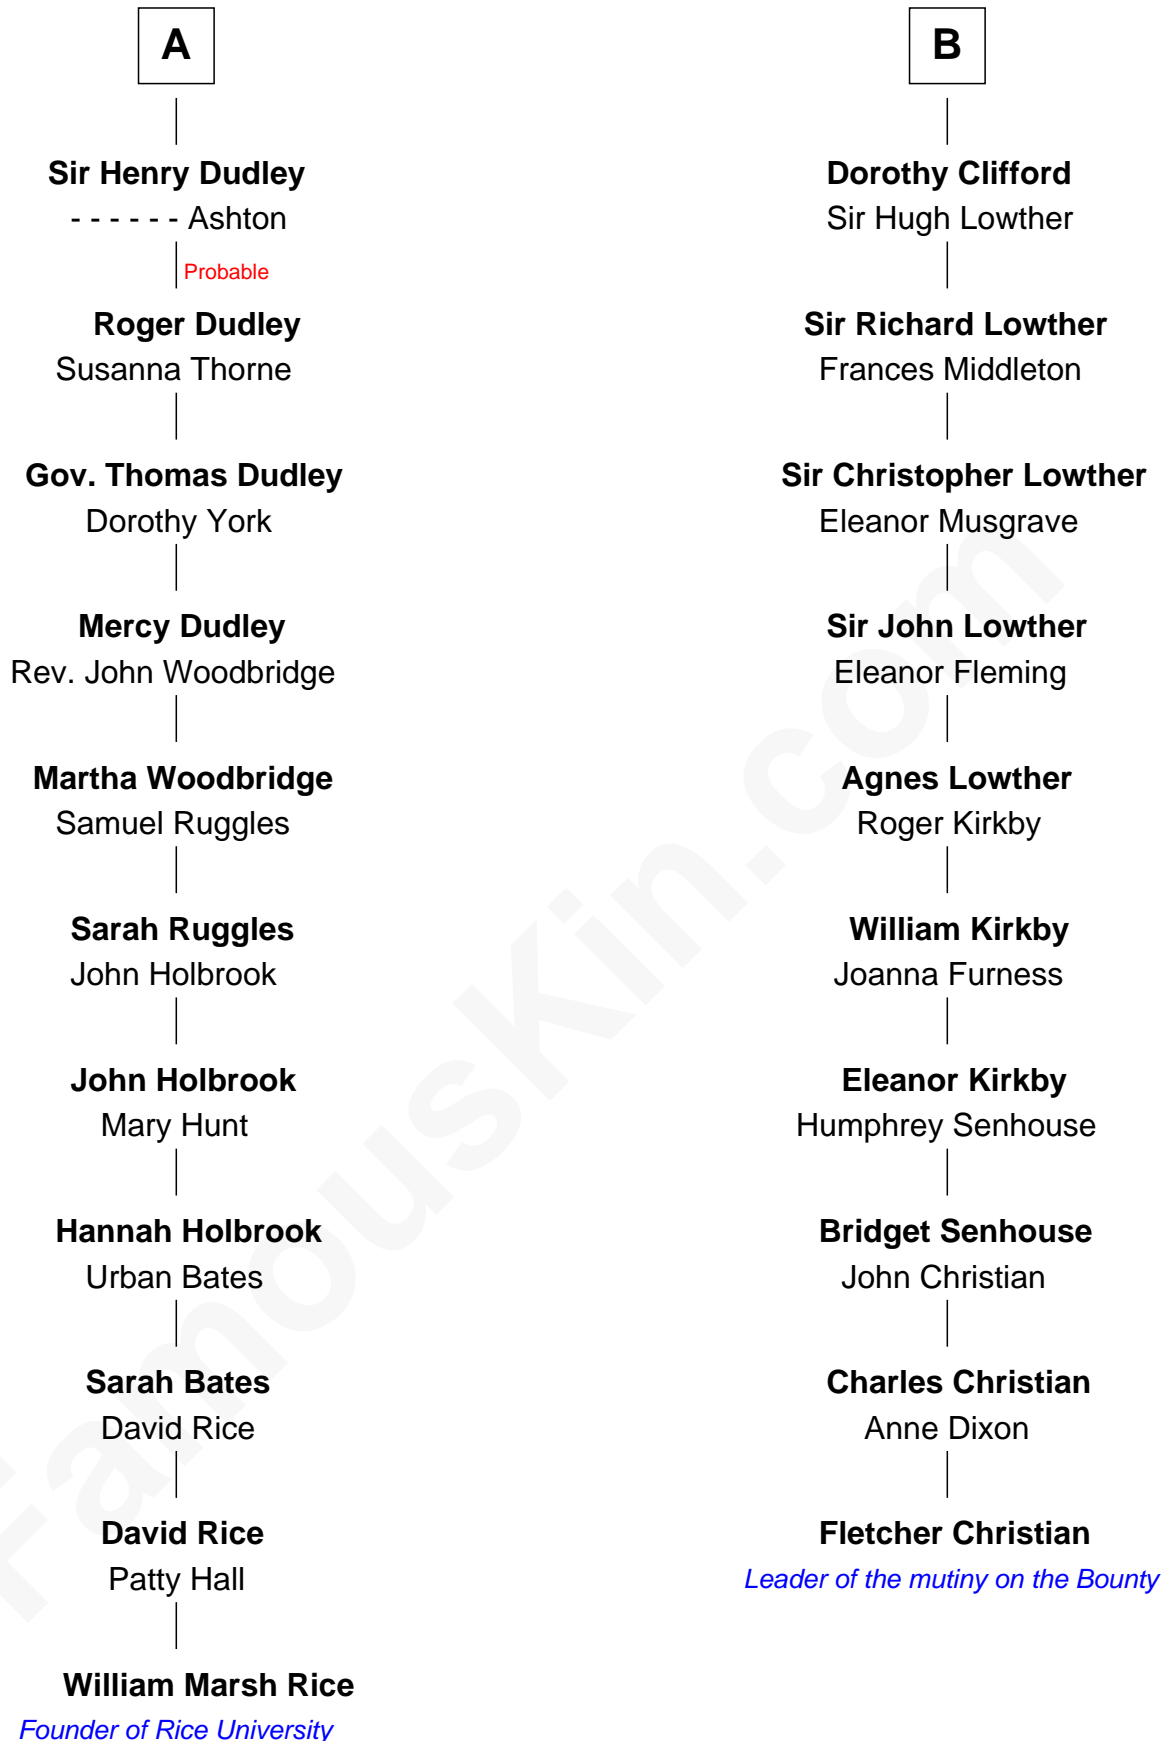 A
Sir Henry Dudley
- - - - - - Ashton
Probable
Roger Dudley
Susanna Thorne
Gov. Thomas Dudley
Dorothy York
Mercy Dudley
Rev. John Woodbridge
Martha Woodbridge
Samuel Ruggles
Sarah Ruggles
John Holbrook
John Holbrook
Mary Hunt
Hannah Holbrook
Urban Bates
Sarah Bates
David Rice
David Rice
Patty Hall
William Marsh Rice
Founder of Rice University
B
Dorothy Clifford
Sir Hugh Lowther
Sir Richard Lowther
Frances Middleton
Sir Christopher Lowther
Eleanor Musgrave
Sir John Lowther
Eleanor Fleming
Agnes Lowther
Roger Kirkby
William Kirkby
Joanna Furness
Eleanor Kirkby
Humphrey Senhouse
Bridget Senhouse
John Christian
Charles Christian
Anne Dixon
Fletcher Christian
Leader of the mutiny on the Bounty
FamousKin.com